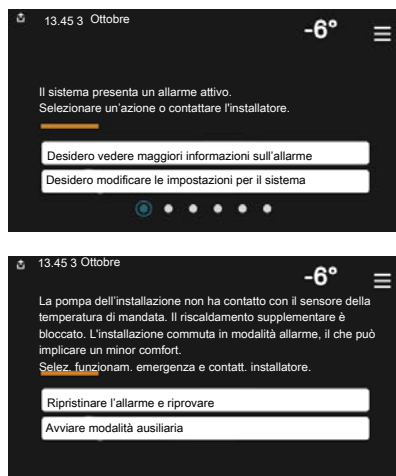 13.45 3 Ottobre
-6°
Il sistema presenta un allarme attivo.
Selezionare un'azione o contattare l'installatore.
Desidero vedere maggiori informazioni sull'allarme
Desidero modificare le impostazioni per il sistema
13.45 3 Ottobre
-6°
La pompa dell'installazione non ha contatto con il sensore della
temperatura di mandata. Il riscaldamento supplementare è
bloccato. L'installazione commuta in modalità allarme, il che può
implicare un minor comfort.
Selez. funzionam. emergenza e contatt. installatore.
Ripristinare l'allarme e riprovare
Avviare modalità ausiliaria